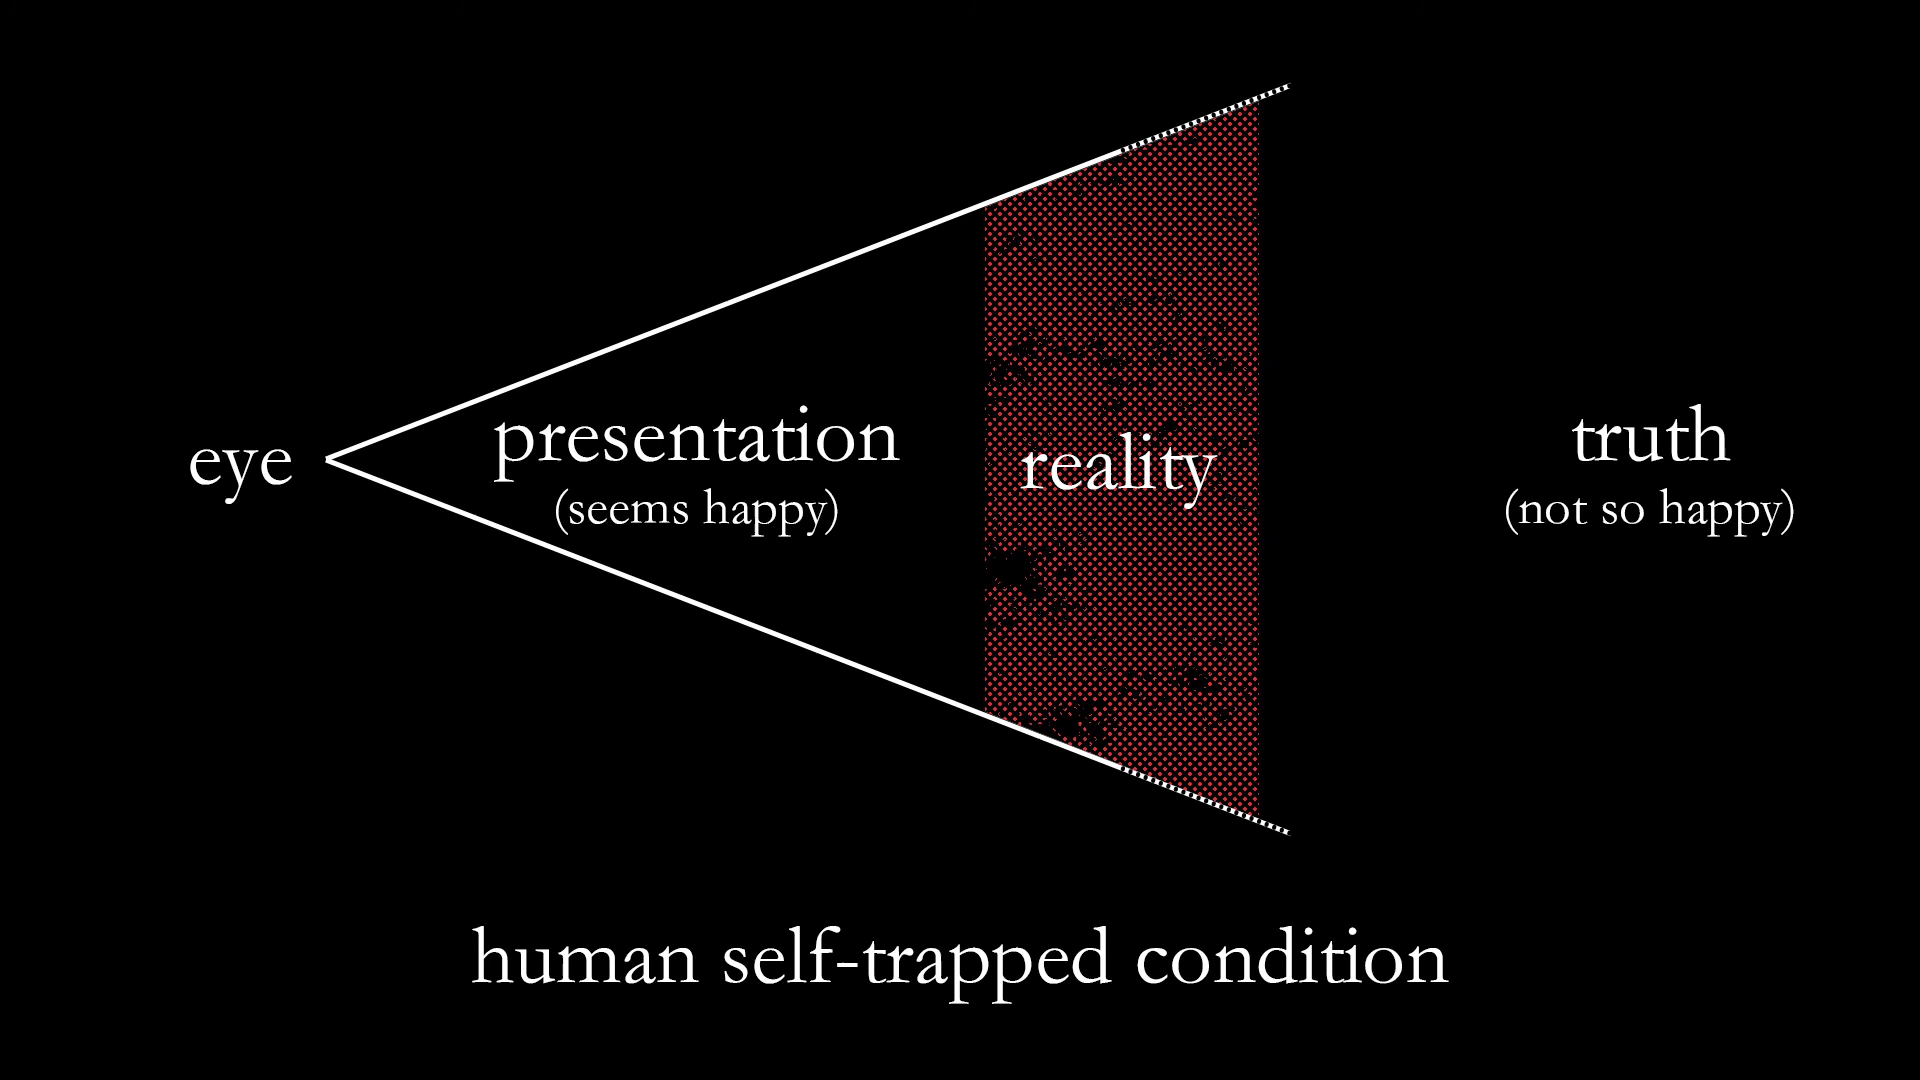 eye
presentation
(seems happy)
reality
truth
(not so happy)
human self-trapped condition